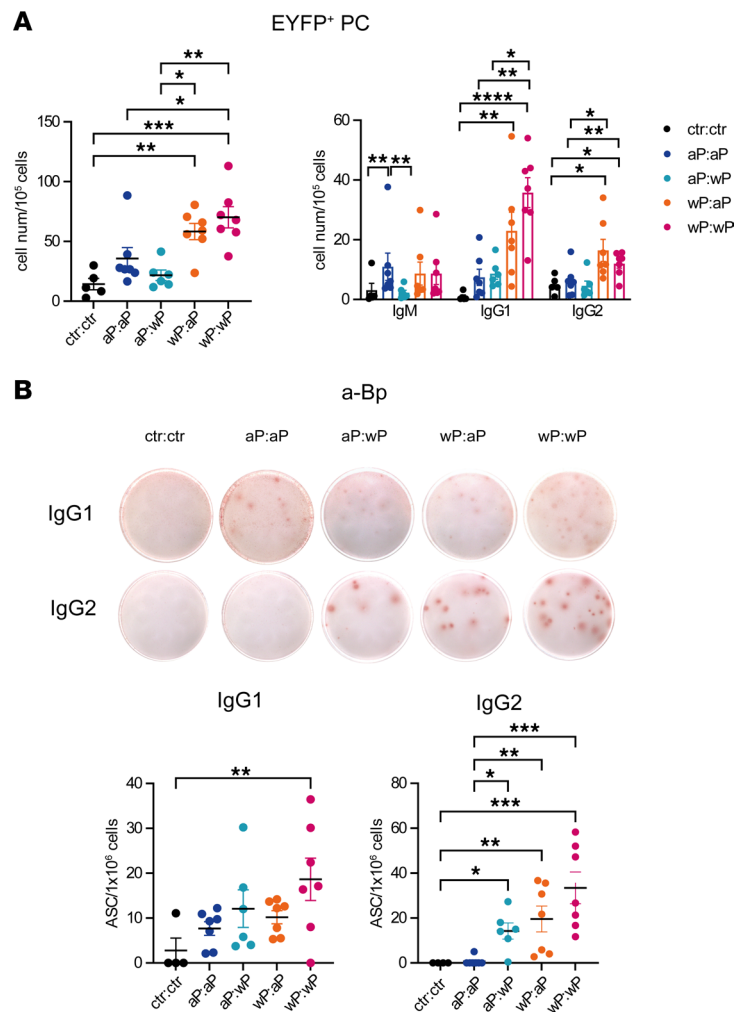 A
EYFP+ PC
**
*
*
***
**
150
100
50
0
cell num/10⁵ cells
ctr:ctr
aP:aP
aP:wP
wP:aP
wP:wP
*
**
****
**
** **
*
**
*
*
60
40
20
0
cell num/10⁵ cells
IgM
IgG1
IgG2
ctr:ctr
aP:aP
aP:wP
wP:aP
wP:wP
B
a-Bp
ctr:ctr
aP:aP
aP:wP
wP:aP
wP:wP
IgG1
IgG2
IgG1
**
40
30
20
10
0
ASC/1x10⁶ cells
ctr:ctr
aP:aP
aP:wP
wP:aP
wP:wP
IgG2
***
**
*
***
**
*
80
60
40
20
0
ASC/1x10⁶ cells
ctr:ctr
aP:aP
aP:wP
wP:aP
wP:wP